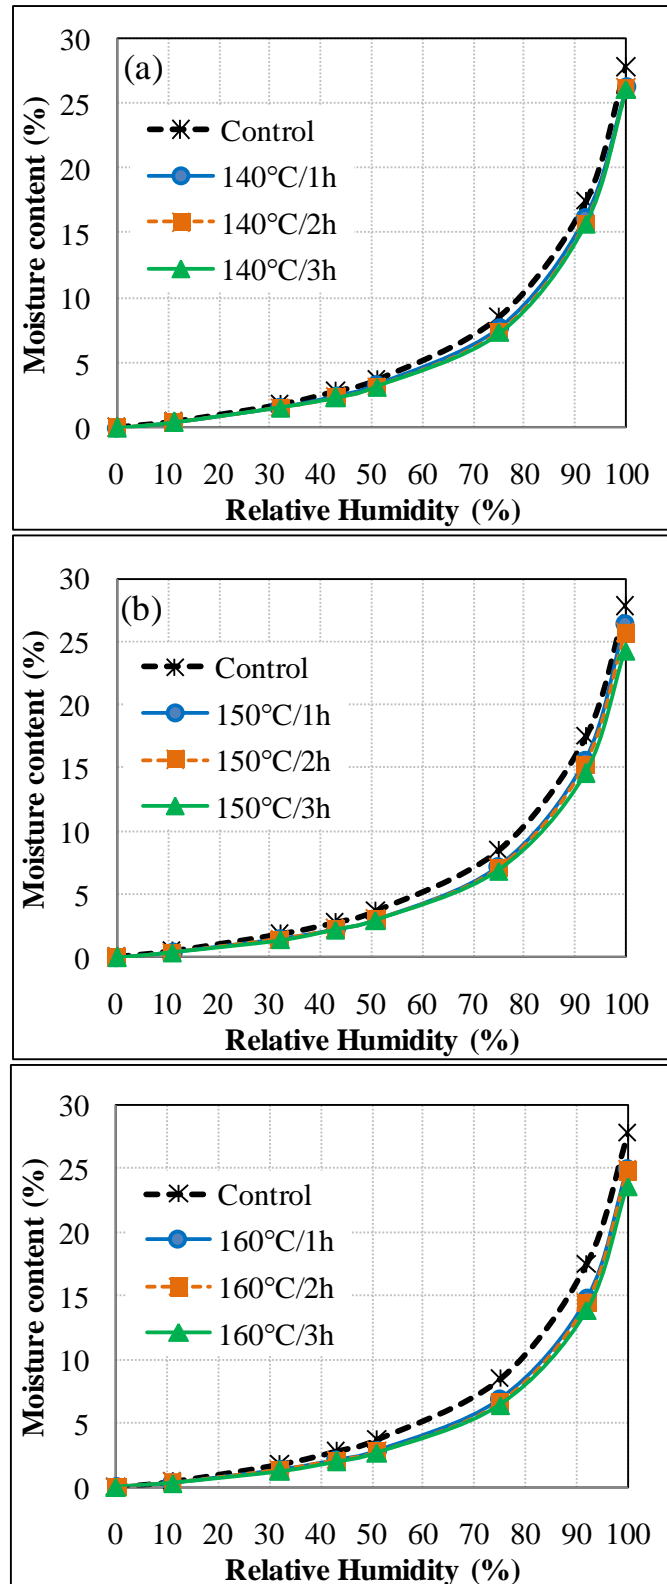 (a)
Moisture content (%)
30
25
20
15
10
5
0
Control
140°C/1h
140°C/2h
140°C/3h
0 10 20 30 40 50 60 70 80 90 100
Relative Humidity (%)
(b)
Moisture content (%)
30
25
20
15
10
5
0
Control
150°C/1h
150°C/2h
150°C/3h
0 10 20 30 40 50 60 70 80 90 100
Relative Humidity (%)
Moisture content (%)
30
25
20
15
10
5
0
Control
160°C/1h
160°C/2h
160°C/3h
0 10 20 30 40 50 60 70 80 90 100
Relative Humidity (%)